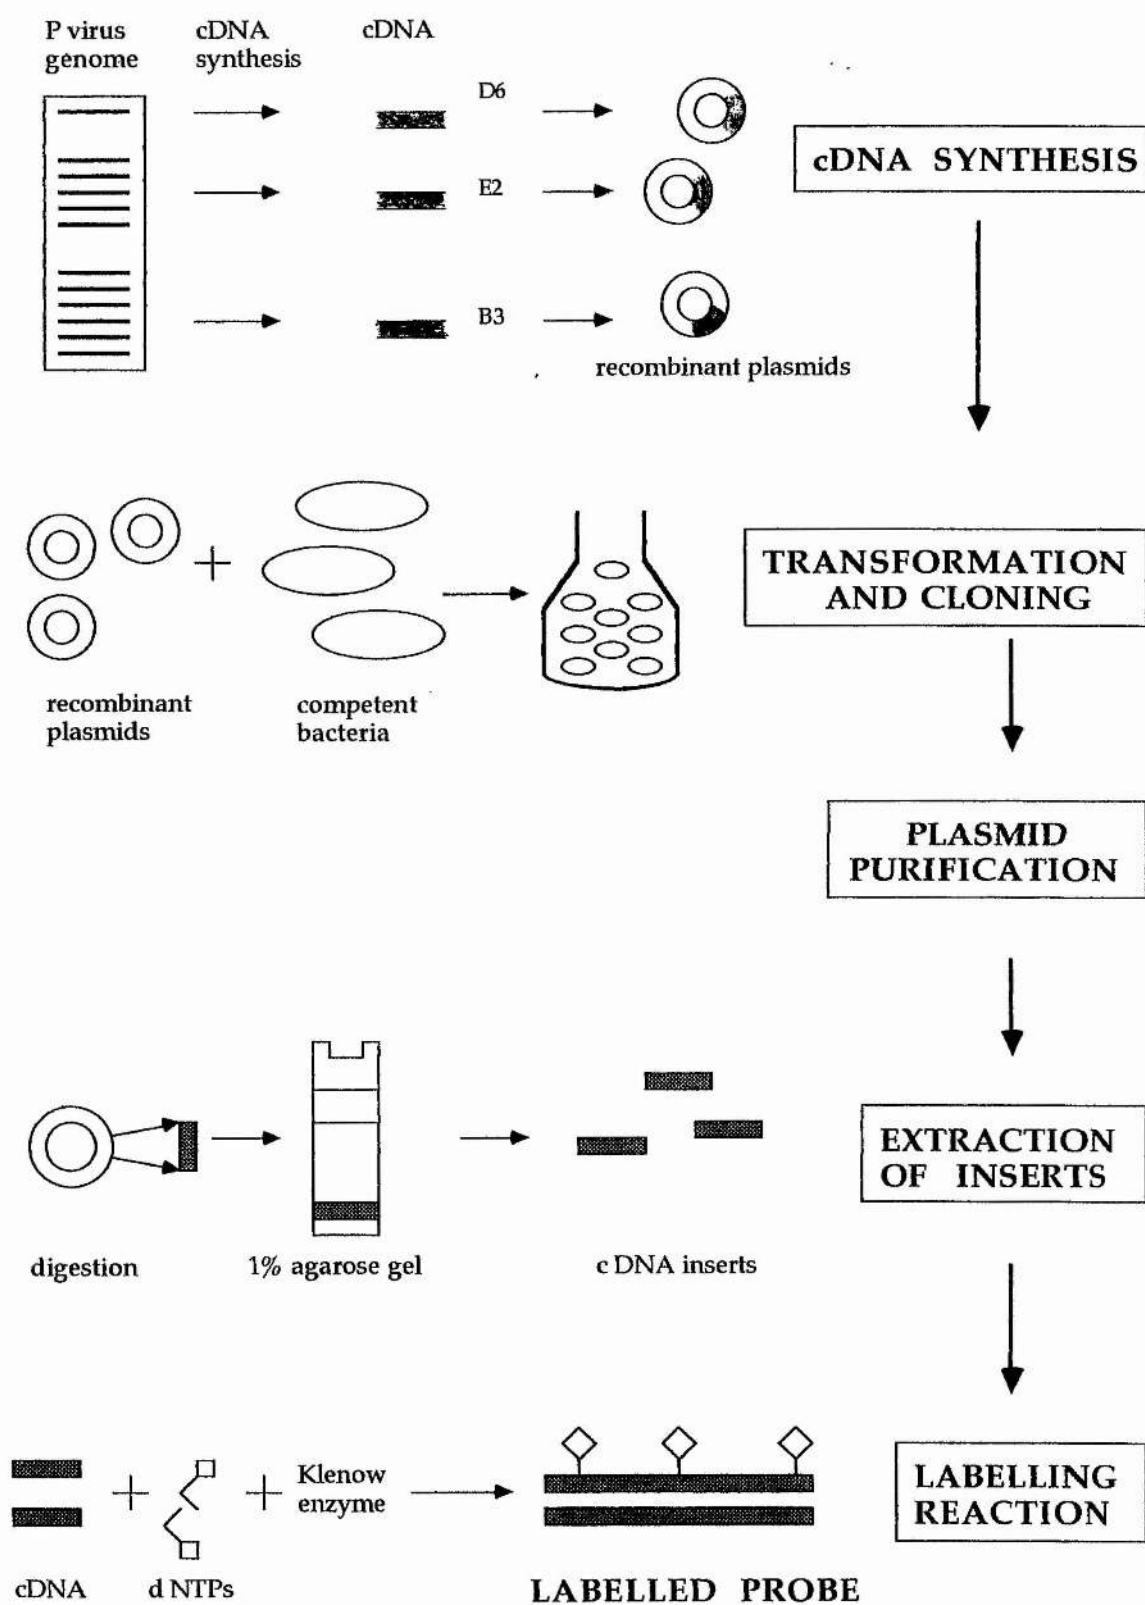 P virus
genome
cDNA
synthesis
cDNA
D6
E2
B3
recombinant plasmids
cDNA SYNTHESIS
recombinant
plasmids
competent
bacteria
TRANSFORMATION
AND CLONING
PLASMID
PURIFICATION
digestion
1% agarose gel
c DNA inserts
EXTRACTION
OF INSERTS
cDNA
d NTPs
Klenow
enzyme
LABELLED PROBE
LABELLING
REACTION